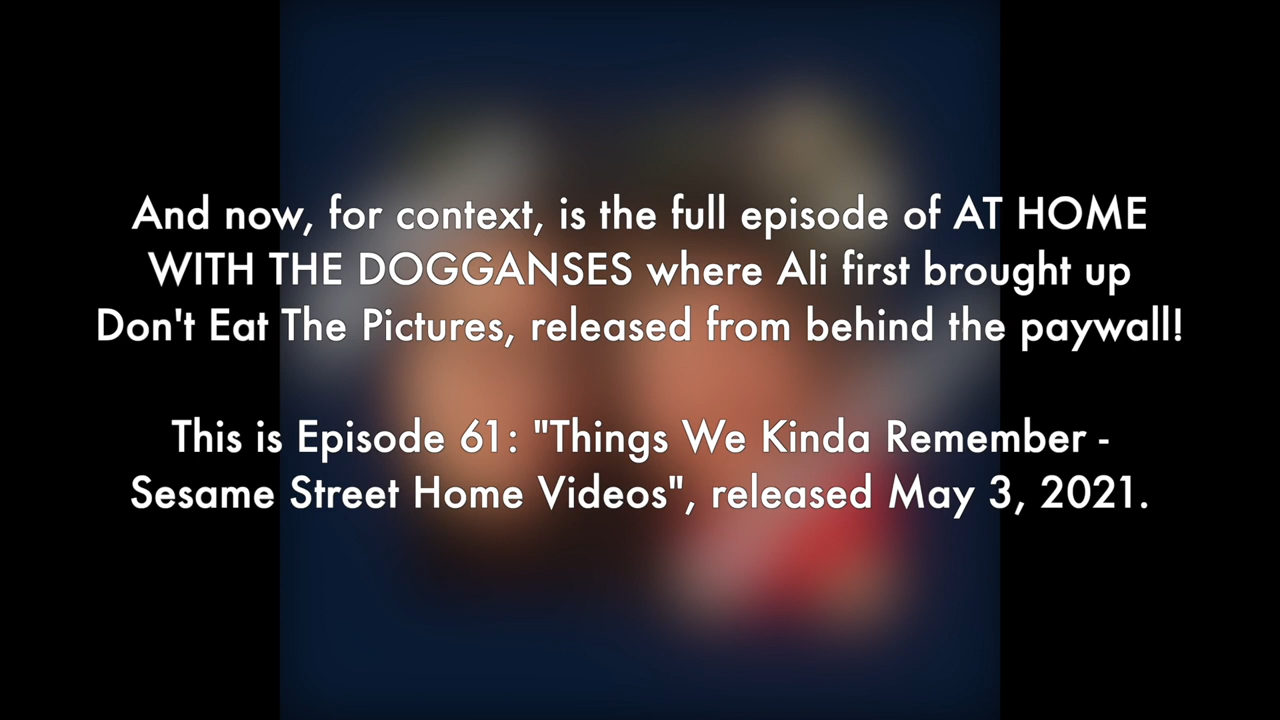 And now, for context, is the full episode of AT HOME
WITH THE DOGGANSES where Ali first brought up
Don't Eat The Pictures, released from behind the paywall!
This is Episode 61: "Things We Kinda Remember -
Sesame Street Home Videos", released May 3, 2021.